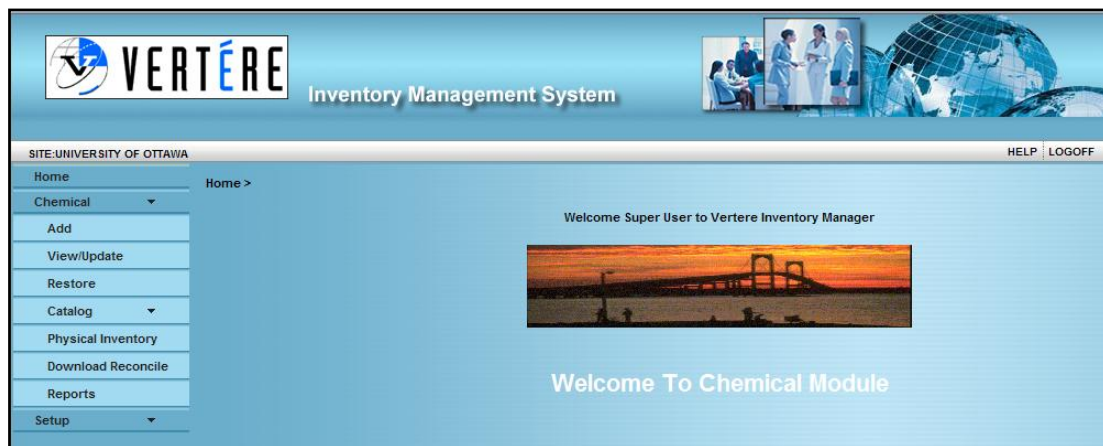 VERTÉRE
Inventory Management System
SITE:UNIVERSITY OF OTTAWA
HELP LOGOFF
Home
Chemical
Add
View/Update
Restore
Catalog
Physical Inventory
Download Reconcile
Reports
Setup
Home >
Welcome Super User to Vertere Inventory Manager
Welcome To Chemical Module